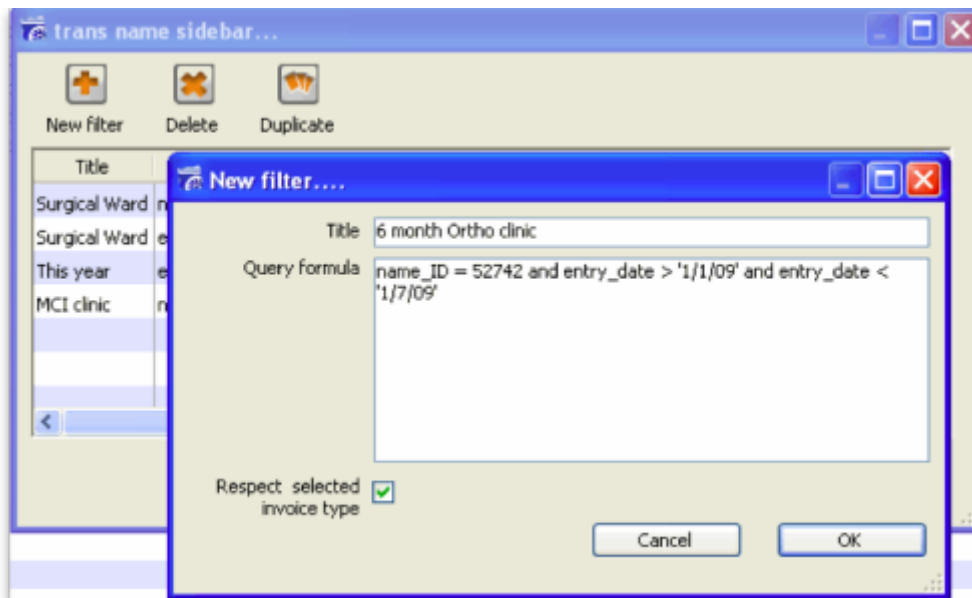 trans name sidebar...
New filter Delete Duplicate
Title
Surgical Ward n
Surgical Ward e
This year e
MCI clinic n
New filter....
Title 6 month Ortho clinic
Query formula name_ID = 52742 and entry_date > '1/1/09' and entry_date <
'1/7/09'
Respect selected
invoice type
Cancel OK